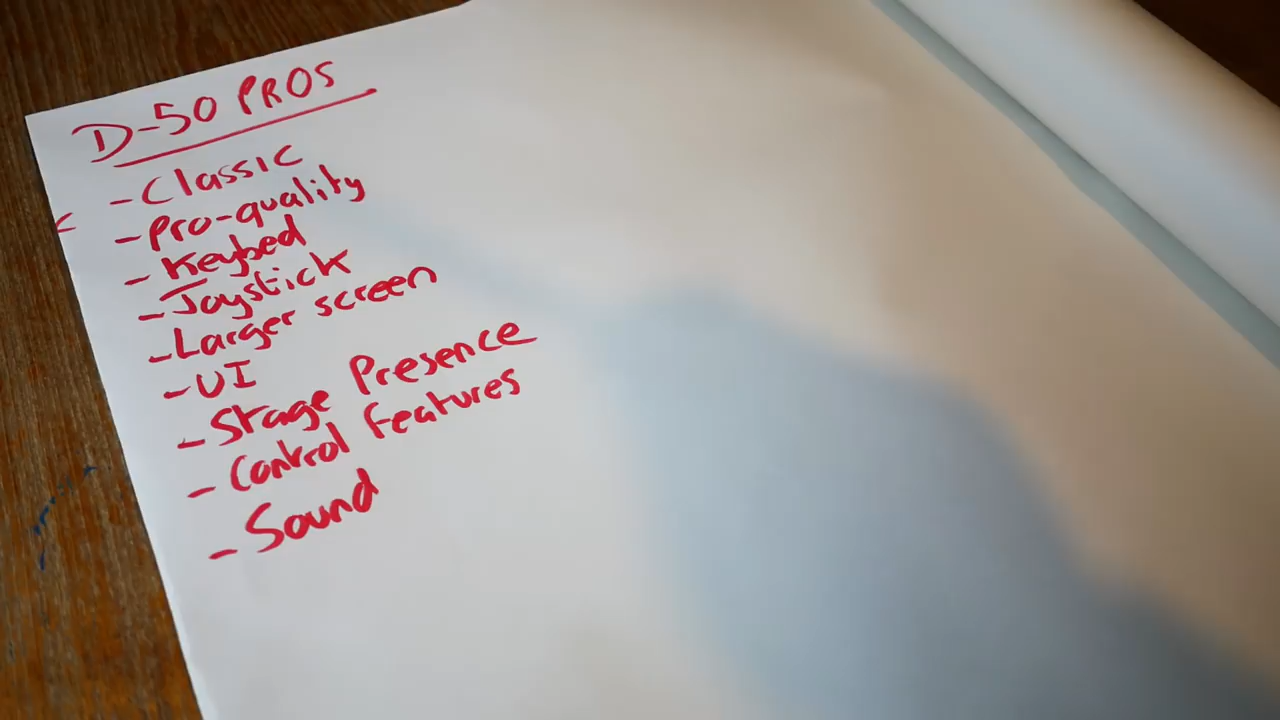 D-50 PROS
- Classic
- Pro-quality
- Keybed
- Joystick
- Larger screen
- UI
- Stage Presence
- Control features
- Sound